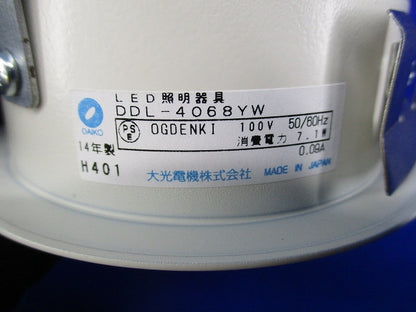 LED照明器具
DDL-4068YW
DAIKO
PS E OGDENKI 100V 50/60Hz
消費電力 7.1W
0.09A
14年製
H401 大光電機株式会社 MADE IN JAPAN